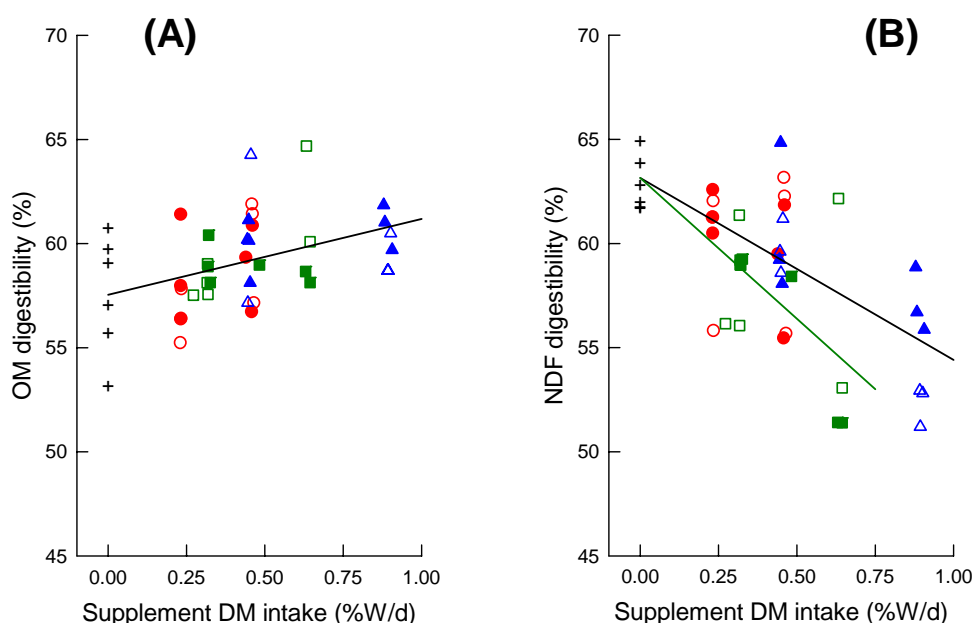 (A)
OM digestibility (%)
70
65
60
55
50
45
0.00 0.25 0.50 0.75 1.00
Supplement DM intake (%W/d)
(B)
NDF digestibility (%)
70
65
60
55
50
45
0.00 0.25 0.50 0.75 1.00
Supplement DM intake (%W/d)